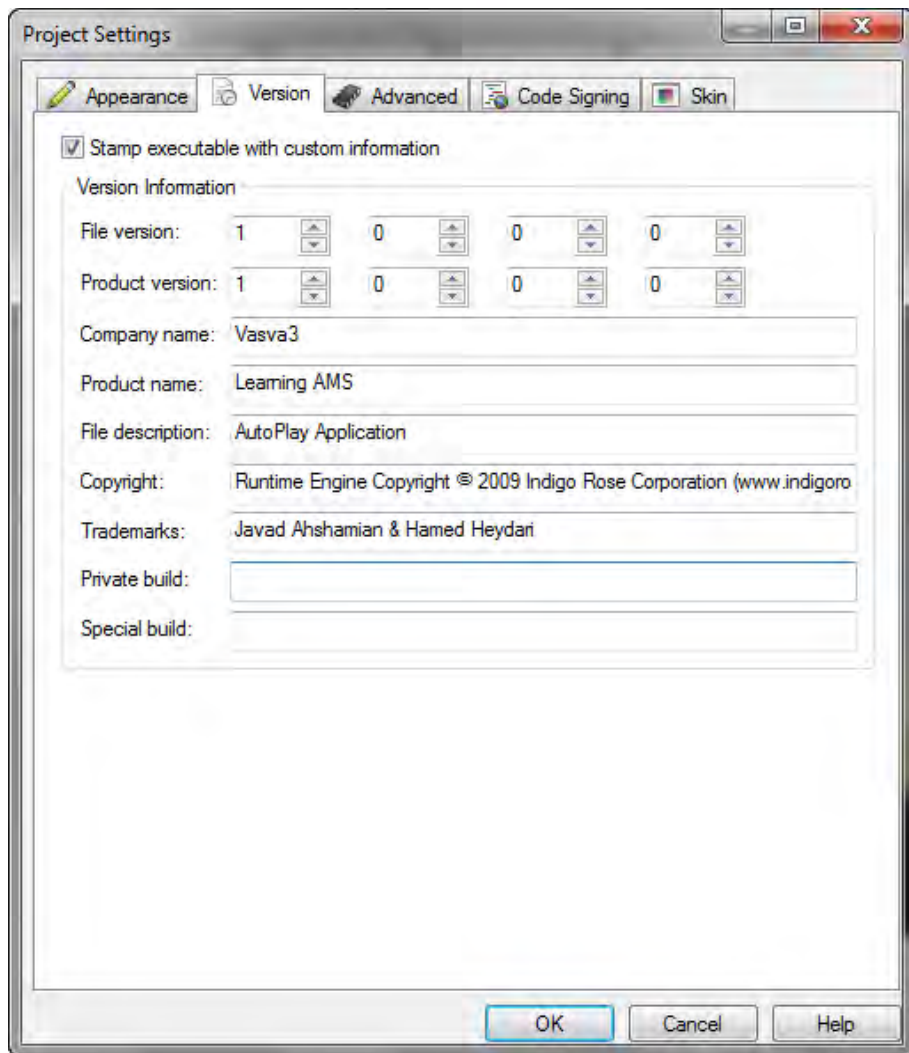 Project Settings
Appearance Version Advanced Code Signing Skin
Stamp executable with custom information
Version Information
File version: 1 0 0 0
Product version: 1 0 0 0
Company name: Vasva3
Product name: Learning AMS
File description: AutoPlay Application
Copyright: Runtime Engine Copyright © 2009 Indigo Rose Corporation (www.indigoro
Trademarks: Javad Ahshamian & Hamed Heydari
Private build:
Special build:
OK Cancel Help